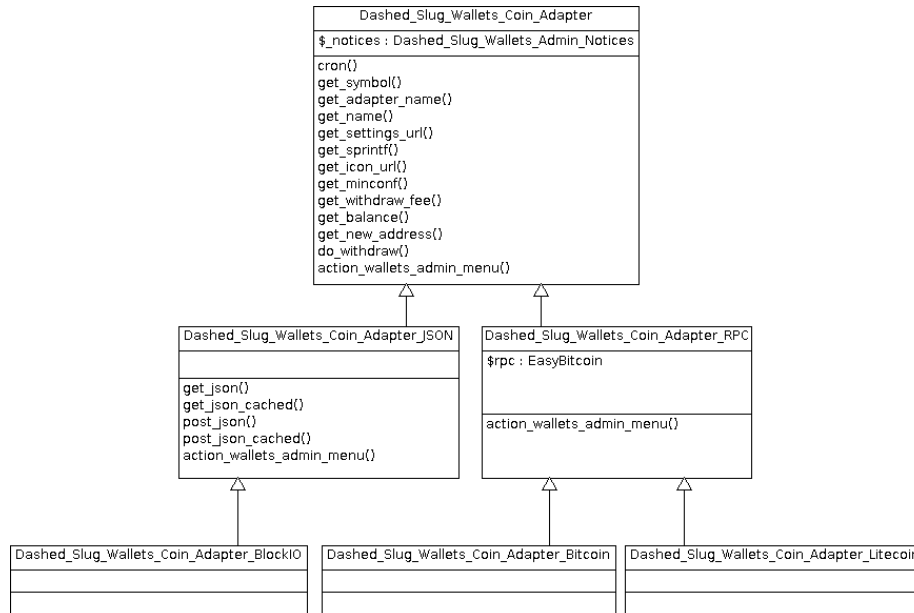 Dashed_Slug_Wallets_Coin_Adapter
$_notices : Dashed_Slug_Wallets_Admin_Notices
cron()
get_symbol()
get_adapter_name()
get_name()
get_settings_url()
get_sprintf()
get_icon_url()
get_minconf()
get_withdraw_fee()
get_balance()
get_new_address()
do_withdraw()
action_wallets_admin_menu()
Dashed_Slug_Wallets_Coin_Adapter_JSON
get_json()
get_json_cached()
post_json()
post_json_cached()
action_wallets_admin_menu()
Dashed_Slug_Wallets_Coin_Adapter_RPC
$rpc : EasyBitcoin
action_wallets_admin_menu()
Dashed_Slug_Wallets_Coin_Adapter_BlockIO
Dashed_Slug_Wallets_Coin_Adapter_Bitcoin
Dashed_Slug_Wallets_Coin_Adapter_Litecoin